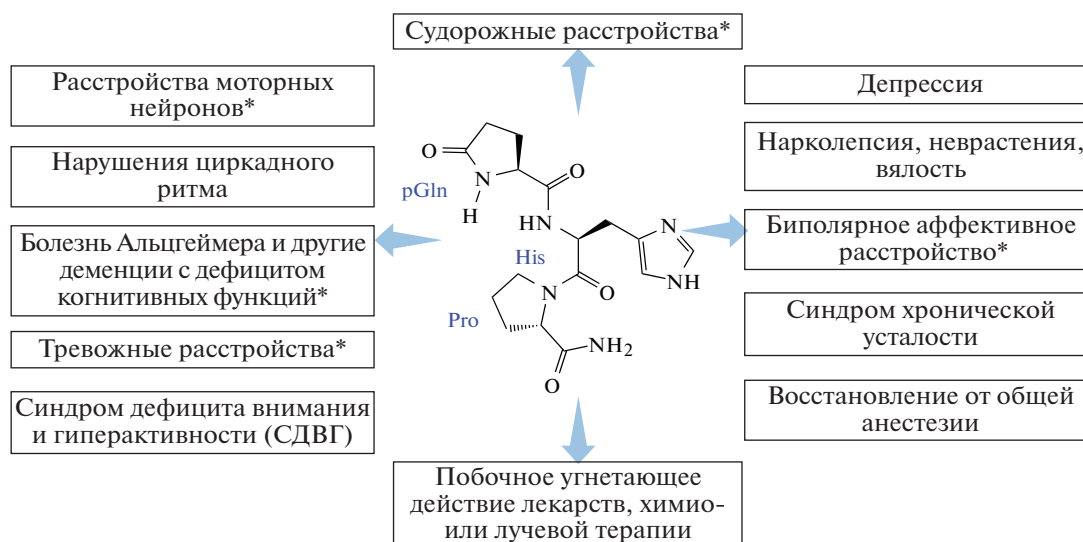 Судорожные расстройства*
Расстройства моторных
нейронов*
Нарушения циркадного
ритма
Болезнь Альцгеймера и другие
деменции с дефицитом
когнитивных функций*
Тревожные расстройства*
Синдром дефицита внимания
и гиперактивности (СДВГ)
O
N
H
pGln
O
HN
His
N
NH
O
N
Pro
NH2
O
Депрессия
Нарколепсия, неврастения,
вялость
Биполярное аффективное
расстройство*
Синдром хронической
усталости
Восстановление от общей
анестезии
Побочное угнетающее
действие лекарств, химио-
или лучевой терапии